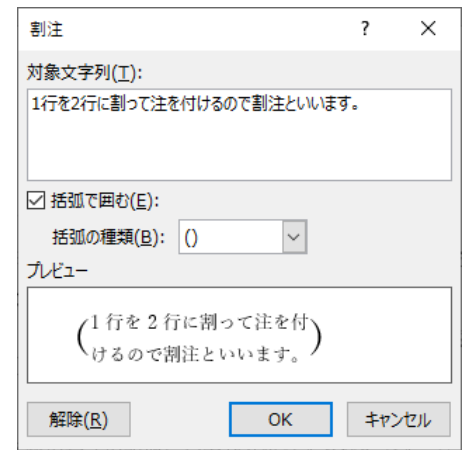 割注 ? ×
対象文字列(T):
1行を2行に割って注を付けるので割注といいます。
括弧で囲む(E):
括弧の種類(B): ()
プレビュー
(1 行を 2 行に割って注を付
けるので割注といいます。)
解除(R) OK キャンセル